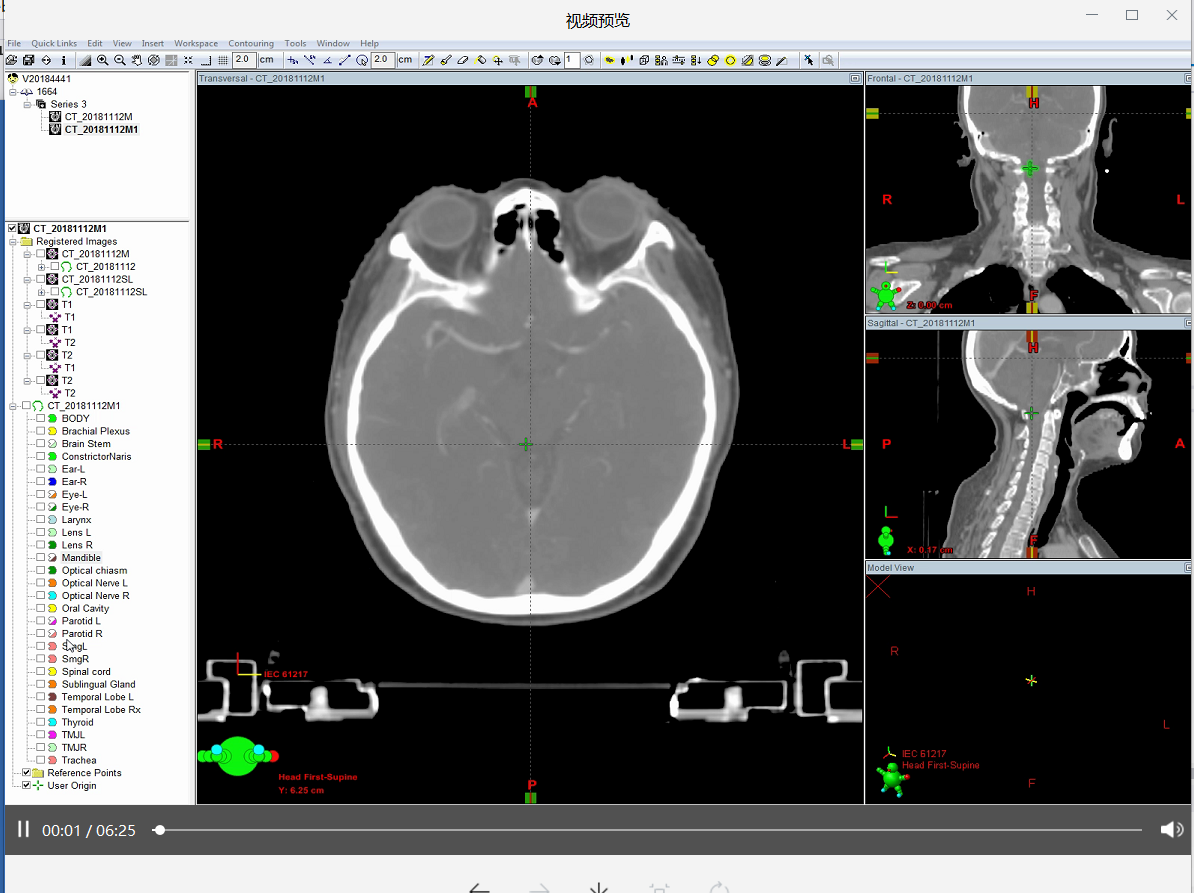 视频预览
File Quick Links Edit View Insert Workspace Contouring Tools Window Help
2.0 cm 2.0 cm 1
V20184441
1664
Series 3
CT_20181112M
CT_20181112M1
CT_20181112M1
Registered Images
CT_20181112M
CT_20181112
CT_20181112SL
CT_20181112SL
T1
T1
T1
T2
T2
T1
T2
T2
CT_20181112M1
BODY
Brachial Plexus
Brain Stem
ConstrictorNaris
Ear-L
Ear-R
Eye-L
Eye-R
Larynx
Lens L
Lens R
Mandible
Optical chiasm
Optical Nerve L
Optical Nerve R
Oral Cavity
Parotid L
Parotid R
SmgR
Spinal cord
Sublingual Gland
Temporal Lobe L
Temporal Lobe Rx
Thyroid
TMJL
TMJR
Trachea
Reference Points
User Origin
Transversal - CT_20181112M1
A
R
L
IEC 61217
Head First-Supine
Y: 6.25 cm
P
Frontal - CT_20181112M1
H
R
L
F
Z: 0.00 cm
Sagittal - CT_20181112M1
H
P
A
F
X: 0.17 cm
Model View
H
R
L
IEC 61217
Head First-Supine
F
00:01 / 06:25